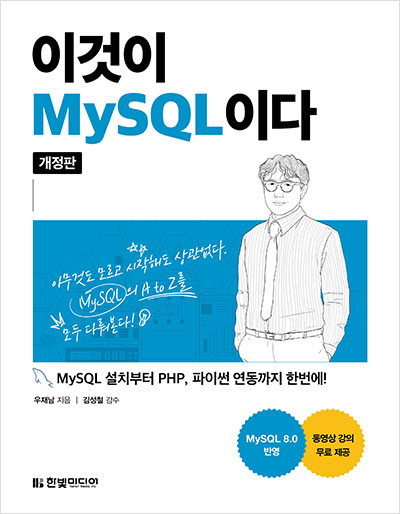 이것이
MySQL이다
개정판
아무것도 모르고 시작해도 상관없다.
MySQL의 A to Z를
모두 다뤄본다!
MySQL 설치부터 PHP, 파이썬 연동까지 한번에!
우재남 지음 | 김성철 감수
MySQL 8.0
반영
동영상 강의
무료 제공
한빛미디어